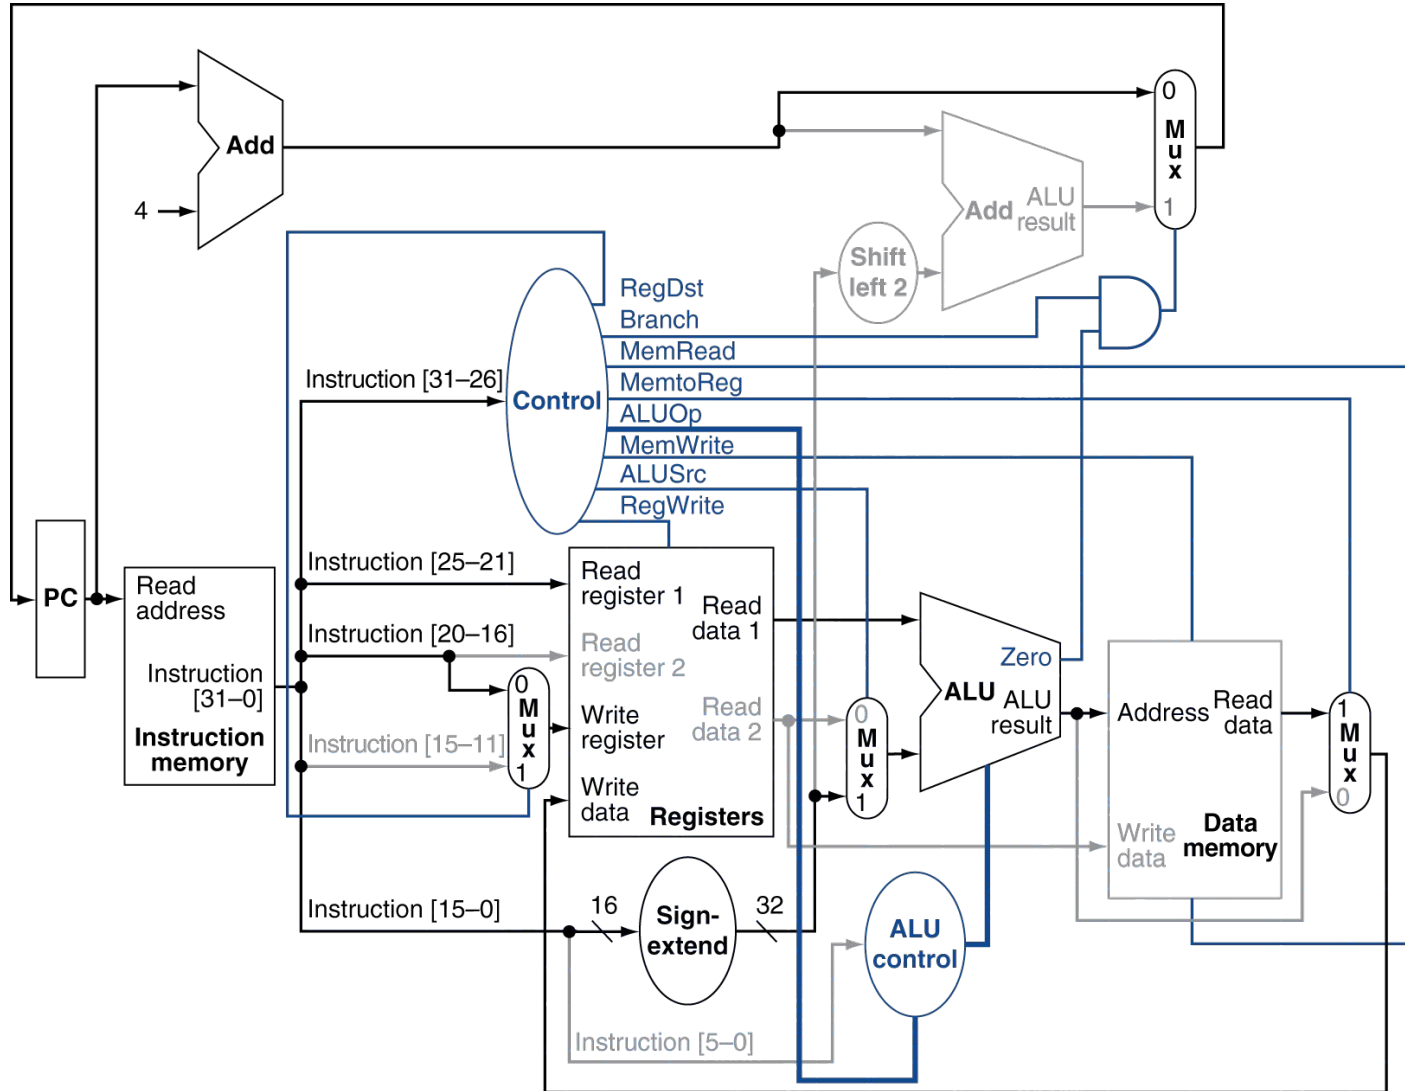 0
M
u
x
1
Add
4
Add
ALU
result
Shift
left 2
RegDst
Branch
MemRead
MemtoReg
ALUOp
MemWrite
ALUSrc
RegWrite
Instruction [31–26]
Control
PC
Read
address
Instruction
[31–0]
Instruction
memory
Instruction [25–21]
Instruction [20–16]
Instruction [15–11]
0
M
u
x
1
Read
register 1
Read
register 2
Write
register
Write
data
Read
data 1
Read
data 2
Registers
0
M
u
x
1
Zero
ALU
ALU
result
Address
Read
data
Write
data
Data
memory
1
M
u
x
0
Instruction [15–0]
16
Sign-
extend
32
ALU
control
Instruction [5–0]